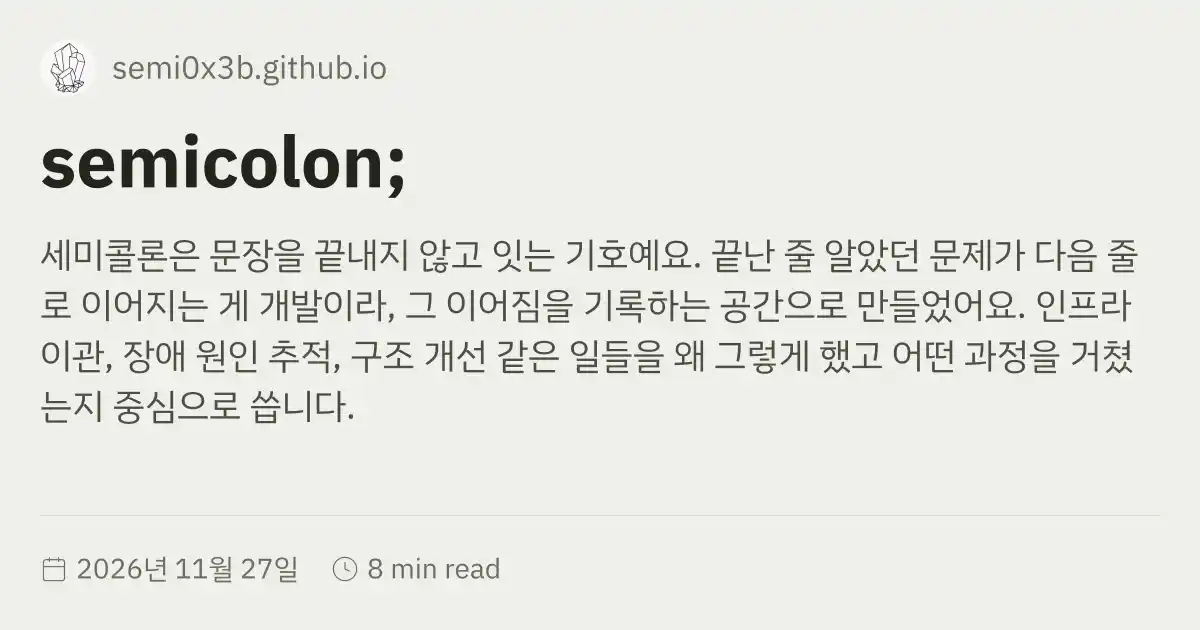 semi0x3b.github.io
semicolon;
세미콜론은 문장을 끝내지 않고 잇는 기호예요. 끝난 줄 알았던 문제가 다음 줄
로 이어지는 게 개발이라, 그 이어짐을 기록하는 공간으로 만들었어요. 인프라
이관, 장애 원인 추적, 구조 개선 같은 일들을 왜 그렇게 했고 어떤 과정을 거쳤
는지 중심으로 씁니다.
2026년 11월 27일 8 min read